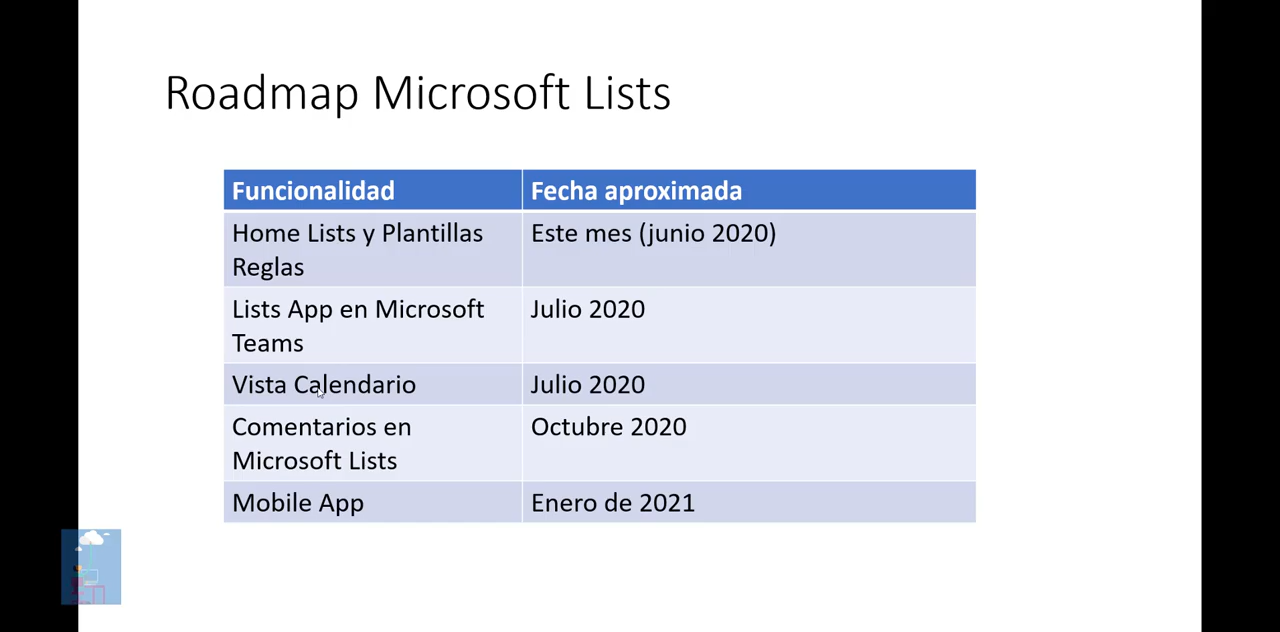 Roadmap Microsoft Lists
Funcionalidad
Fecha aproximada
Home Lists y Plantillas
Reglas
Este mes (junio 2020)
Lists App en Microsoft
Teams
Julio 2020
Vista Calendario
Julio 2020
Comentarios en
Microsoft Lists
Octubre 2020
Mobile App
Enero de 2021